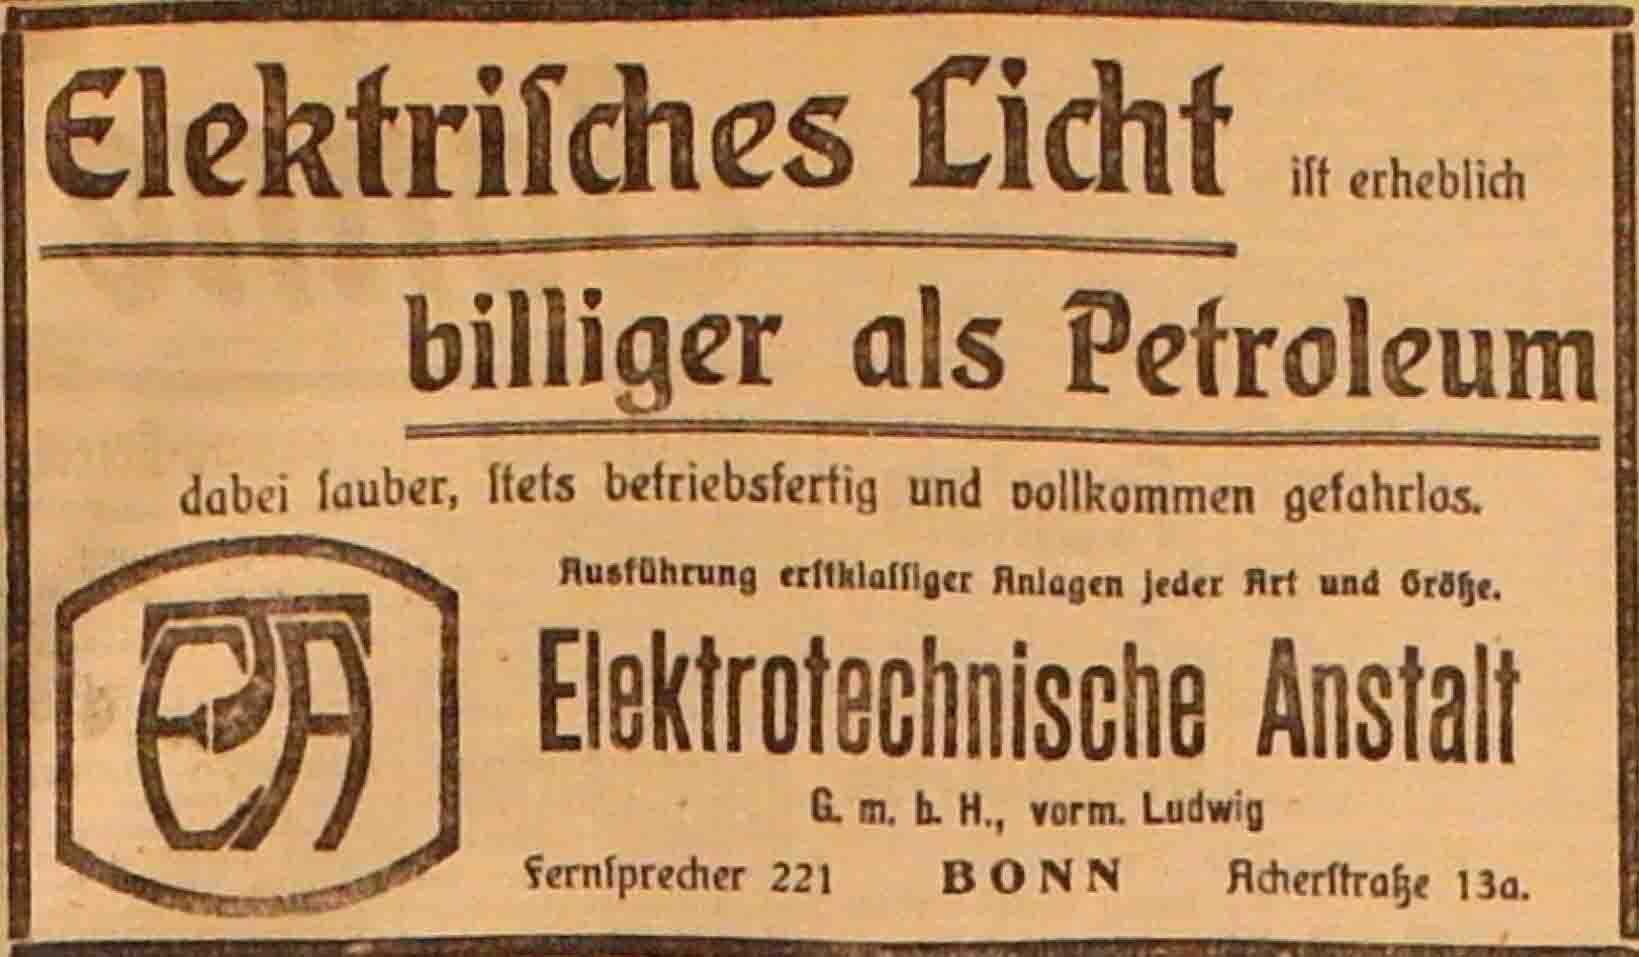 Elektriſches Licht iſt erheblich
billiger als Petroleum
dabei ſauber, ſtets betriebsfertig und vollkommen gefahrlos.
Ausführung erſtklaſſiger Anlagen jeder Art und Größe.
EA
Elektrotechnische Anstalt
G. m. b. H., vorm. Ludwig
Fernſprecher 221 BONN Acherſtraße 13a.